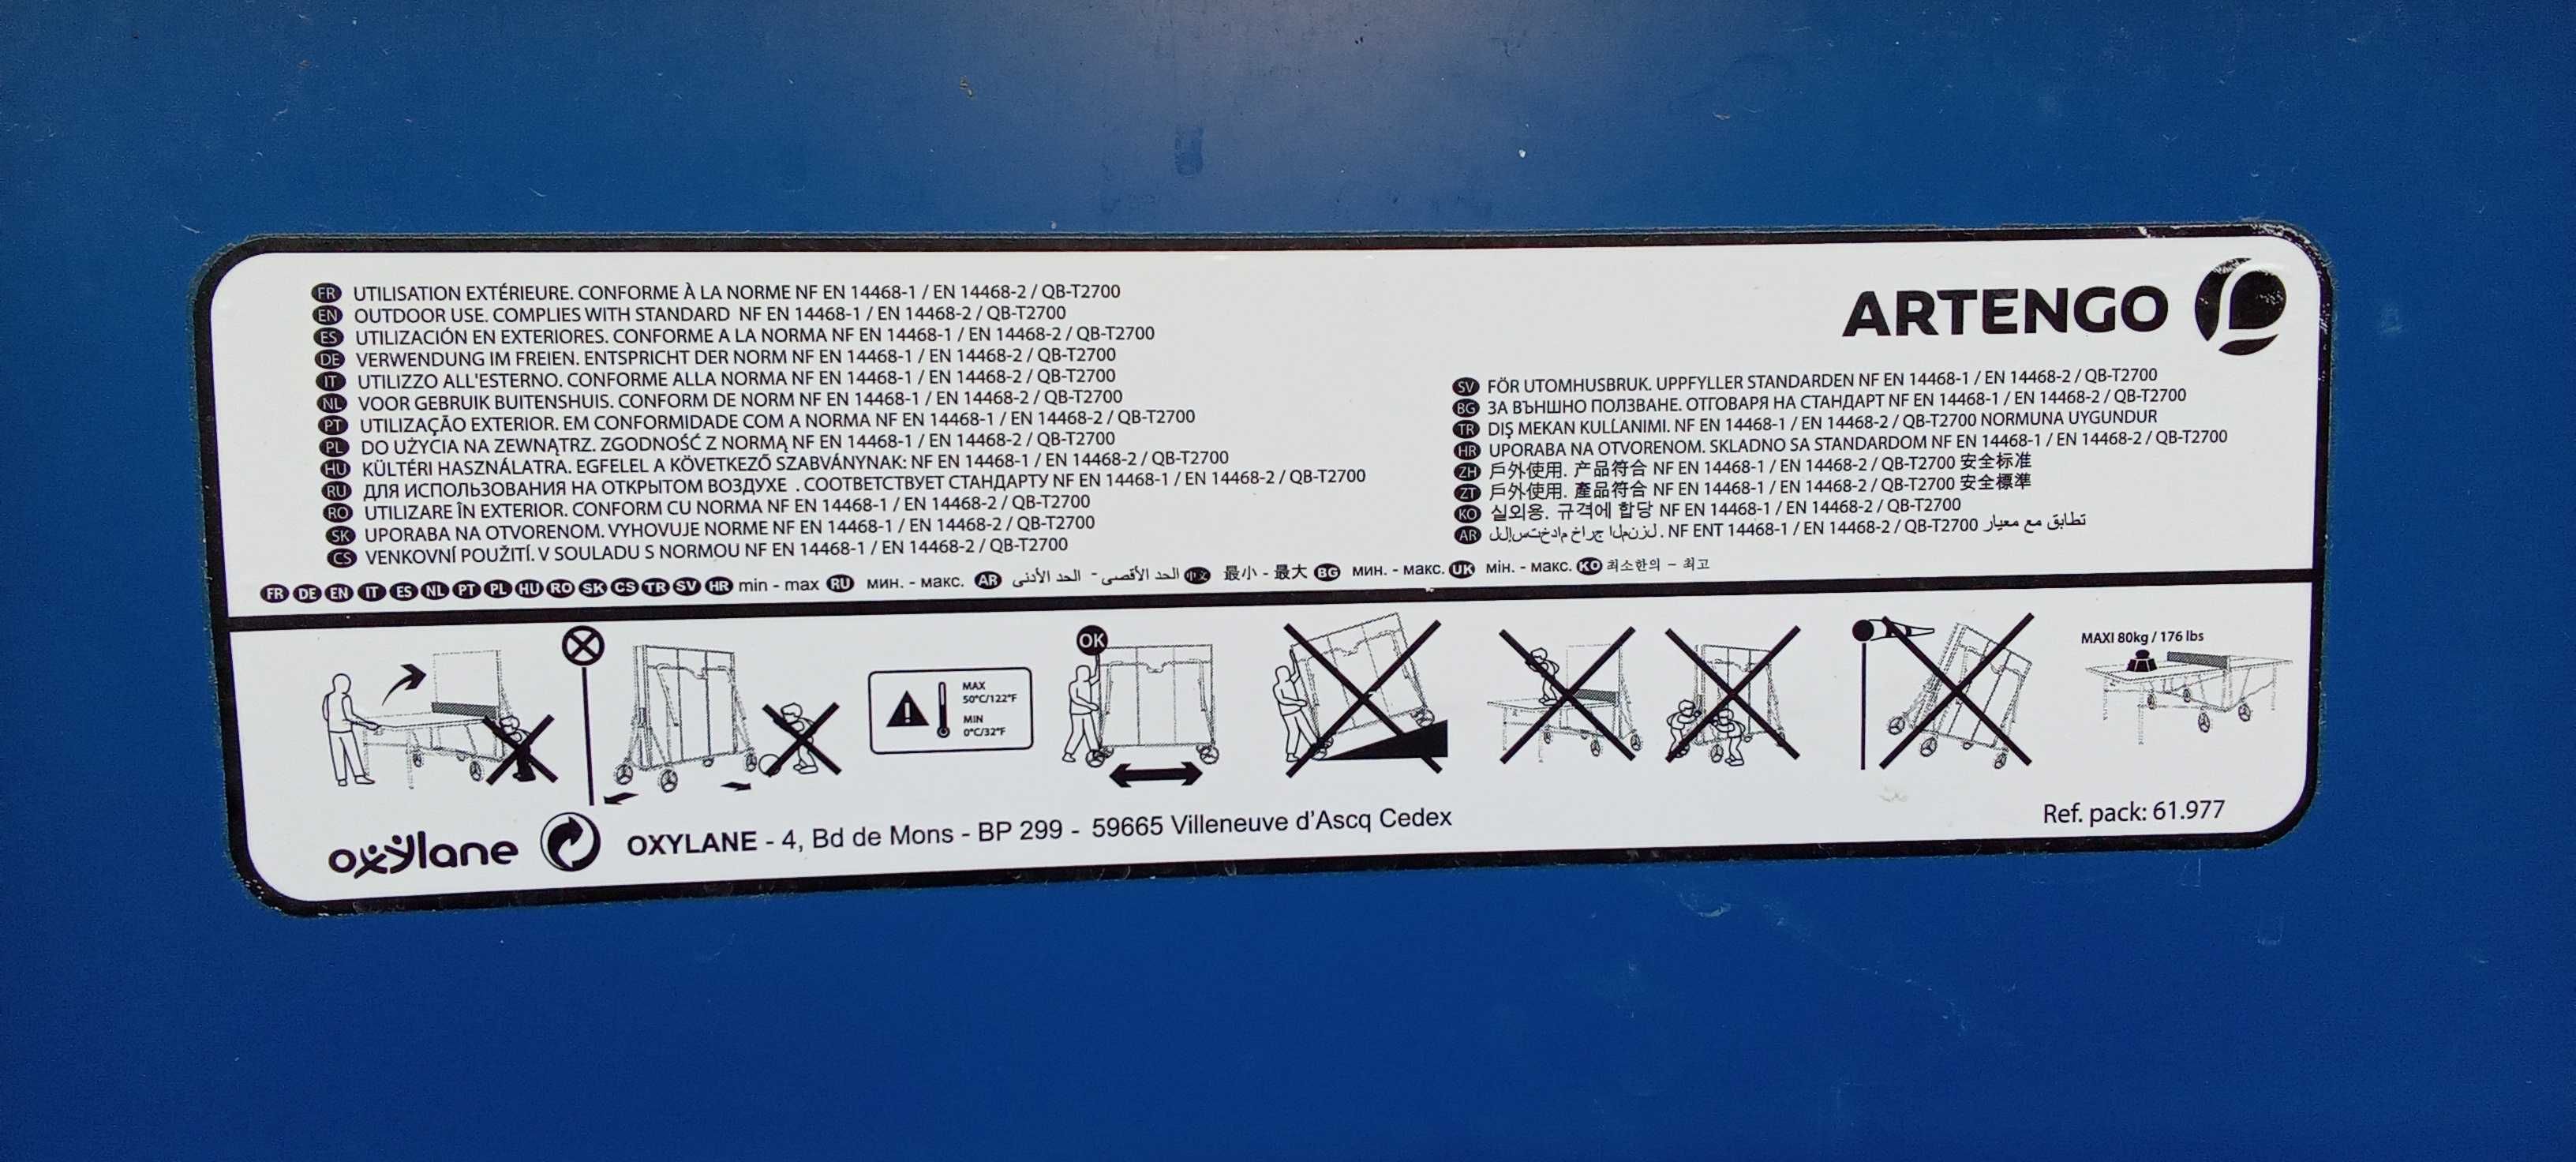 FR UTILISATION EXTÉRIEURE. CONFORME À LA NORME NF EN 14468-1 / EN 14468-2 / QB-T2700
EN OUTDOOR USE. COMPLIES WITH STANDARD NF EN 14468-1 / EN 14468-2 / QB-T2700
ES UTILIZACIÓN EN EXTERIORES. CONFORME A LA NORMA NF EN 14468-1 / EN 14468-2 / QB-T2700
DE VERWENDUNG IM FREIEN. ENTSPRICHT DER NORM NF EN 14468-1 / EN 14468-2 / QB-T2700
IT UTILIZZO ALL'ESTERNO. CONFORME ALLA NORMA NF EN 14468-1 / EN 14468-2 / QB-T2700
NL VOOR GEBRUIK BUITENSHUIS. CONFORM DE NORM NF EN 14468-1 / EN 14468-2 / QB-T2700
PT UTILIZAÇÃO EXTERIOR. EM CONFORMIDADE COM A NORMA NF EN 14468-1 / EN 14468-2 / QB-T2700
PL DO UŻYCIA NA ZEWNĄTRZ. ZGODNOŚĆ Z NORMĄ NF EN 14468-1 / EN 14468-2 / QB-T2700
HU KÜLTÉRI HASZNÁLATRA. EGFELEL A KÖVETKEZŐ SZABVÁNYNAK: NF EN 14468-1 / EN 14468-2 / QB-T2700
RU ДЛЯ ИСПОЛЬЗОВАНИЯ НА ОТКРЫТОМ ВОЗДУХЕ . СООТВЕТСТВУЕТ СТАНДАРТУ NF EN 14468-1 / EN 14468-2 / QB-T2700
RO UTILIZARE ÎN EXTERIOR. CONFORM CU NORMA NF EN 14468-1 / EN 14468-2 / QB-T2700
SK UPORABA NA OTVORENOM. VYHOVUJE NORME NF EN 14468-1 / EN 14468-2 / QB-T2700
CS VENKOVNÍ POUŽITÍ. V SOULADU S NORMOU NF EN 14468-1 / EN 14468-2 / QB-T2700
ARTENGO
SV FÖR UTOMHUSBRUK. UPPFYLLER STANDARDEN NF EN 14468-1 / EN 14468-2 / QB-T2700
BG ЗА ВЪНШНО ПОЛЗВАНЕ. ОТГОВАРЯ НА СТАНДАРТ NF EN 14468-1 / EN 14468-2 / QB-T2700
TR DIŞ MEKAN KULLANIMI. NF EN 14468-1 / EN 14468-2 / QB-T2700 NORMUNA UYGUNDUR
HR UPORABA NA OTVORENOM. SKLADNO SA STANDARDOM NF EN 14468-1 / EN 14468-2 / QB-T2700
ZH 戶外使用. 产品符合 NF EN 14468-1 / EN 14468-2 / QB-T2700 安全标准
ZT 戶外使用. 產品符合 NF EN 14468-1 / EN 14468-2 / QB-T2700 安全標準
KO 실외용. 규격에 합당 NF EN 14468-1 / EN 14468-2 / QB-T2700
AR . NF ENT 14468-1 / EN 14468-2 / QB-T2700 تطابق مع معيار
FR DE EN IT ES NL PT PL HU RO SK CS TR SV HR min - max RU мин. - макс. AR الحد الأقصى - الحد الأدنى 中文 最小 - 最大 BG мин. - макс. UK мін. - макс. KO 최소한의 – 최고
OK
MAX
50°C/122°F
MIN
0°C/32°F
MAXI 80kg / 176 lbs
oxylane OXYLANE - 4, Bd de Mons - BP 299 - 59665 Villeneuve d'Ascq Cedex
Ref. pack: 61.977